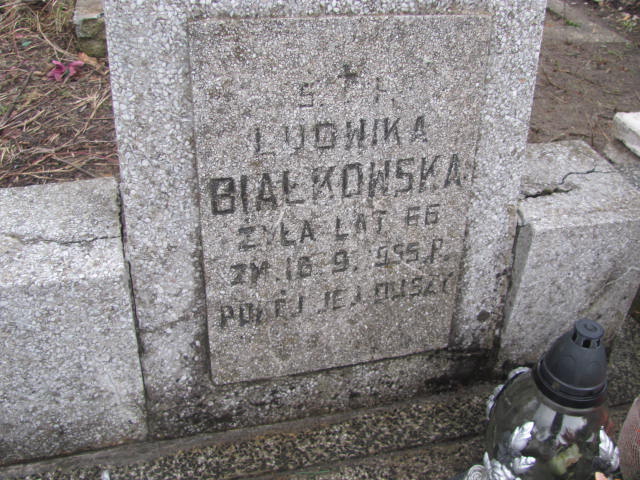 Ś. P.
LUDWIKA
BIAŁKOWSKA
ŻYŁA LAT 66
ZM. 16. 9. R.
POKÓJ JEJ DUSZY